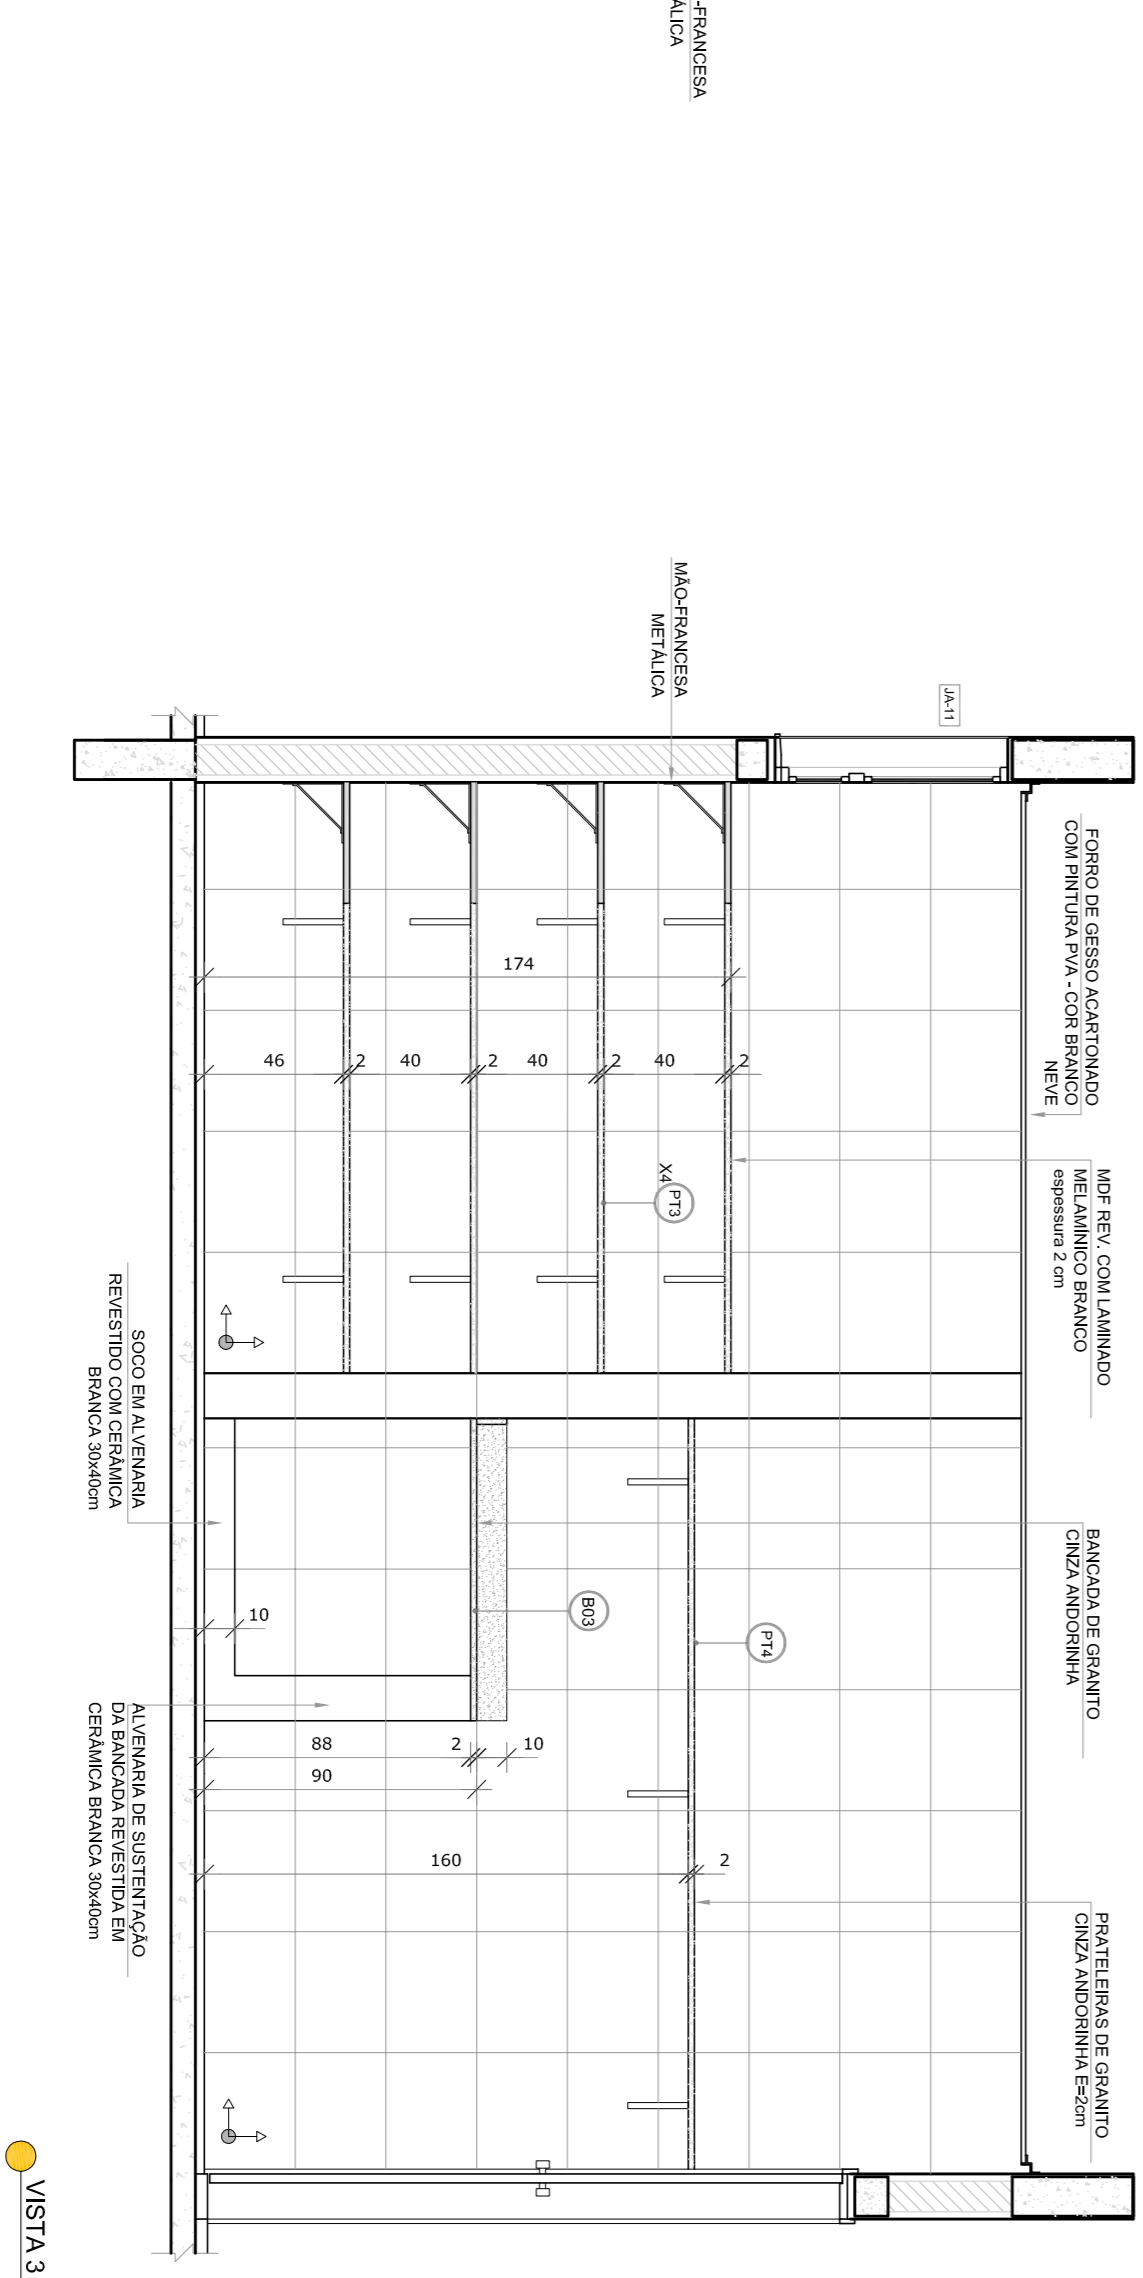 -FRANCESA
ÁLICA
MÃO-FRANCESA
METÁLICA
JA-11
FORRO DE GESSO ACARTONADO
COM PINTURA PVA - COR BRANCO
NEVE
MDF REV. COM LAMINADO
MELAMÍNICO BRANCO
espessura 2 cm
BANCADA DE GRANITO
CINZA ANDORINHA
PRATELEIRAS DE GRANITO
CINZA ANDORINHA E=2cm
174
46 2 40 2 40 2 40 2
PT3
X4
PT4
B03
10
88 2 10
90
160 2
SOCO EM ALVENARIA
REVESTIDO COM CERÂMICA
BRANCA 30x40cm
ALVENARIA DE SUSTENTAÇÃO
DA BANCADA REVESTIDA EM
CERÂMICA BRANCA 30x40cm
VISTA 3